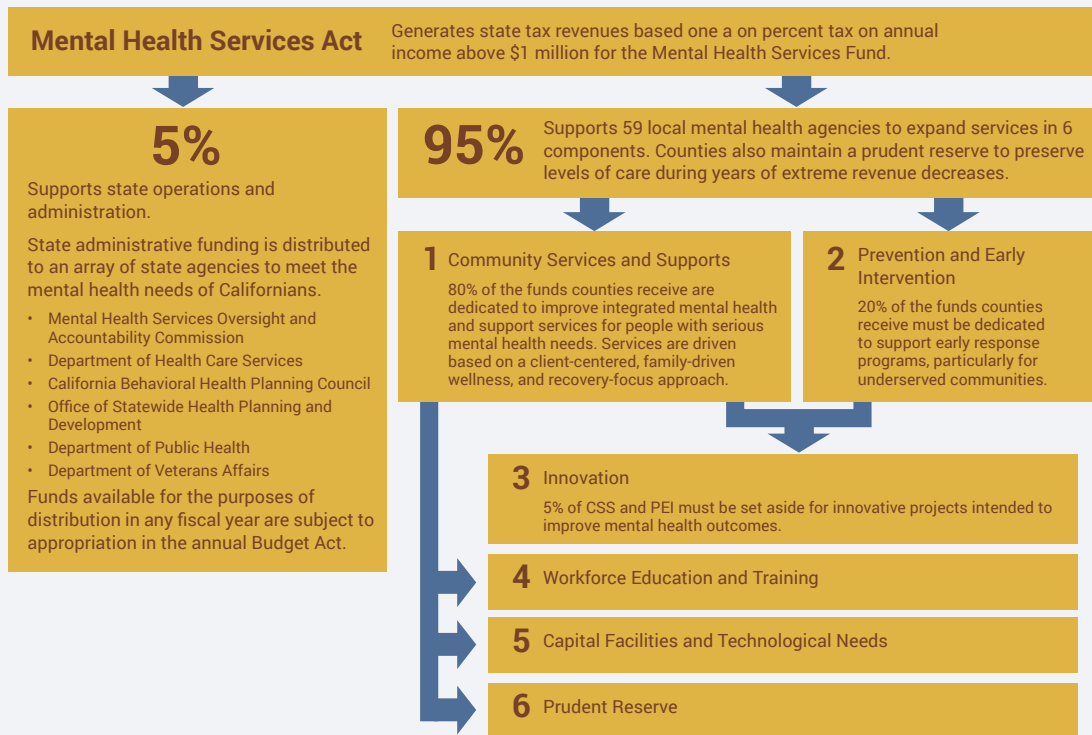 Mental Health Services Act
Generates state tax revenues based one a on percent tax on annual
income above $1 million for the Mental Health Services Fund.
5%
Supports state operations and
administration.
State administrative funding is distributed
to an array of state agencies to meet the
mental health needs of Californians.
• Mental Health Services Oversight and
Accountability Commission
• Department of Health Care Services
• California Behavioral Health Planning Council
• Office of Statewide Health Planning and
Development
• Department of Public Health
• Department of Veterans Affairs
Funds available for the purposes of
distribution in any fiscal year are subject to
appropriation in the annual Budget Act.
95%
Supports 59 local mental health agencies to expand services in 6
components. Counties also maintain a prudent reserve to preserve
levels of care during years of extreme revenue decreases.
1 Community Services and Supports
80% of the funds counties receive are
dedicated to improve integrated mental health
and support services for people with serious
mental health needs. Services are driven
based on a client-centered, family-driven
wellness, and recovery-focus approach.
2 Prevention and Early
Intervention
20% of the funds counties
receive must be dedicated
to support early response
programs, particularly for
underserved communities.
3 Innovation
5% of CSS and PEI must be set aside for innovative projects intended to
improve mental health outcomes.
4 Workforce Education and Training
5 Capital Facilities and Technological Needs
6 Prudent Reserve